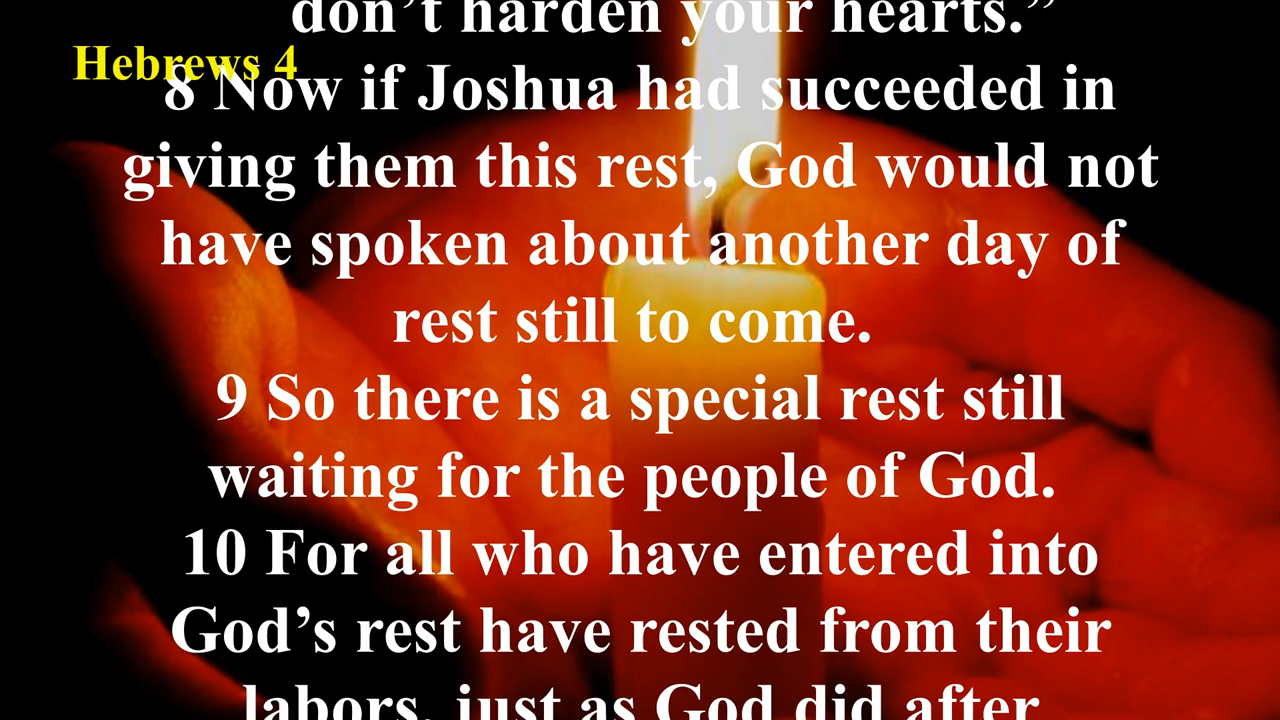 don’t harden your hearts.”
Hebrews 4
8 Now if Joshua had succeeded in
giving them this rest, God would not
have spoken about another day of
rest still to come.
9 So there is a special rest still
waiting for the people of God.
10 For all who have entered into
God’s rest have rested from their
labors, just as God did after